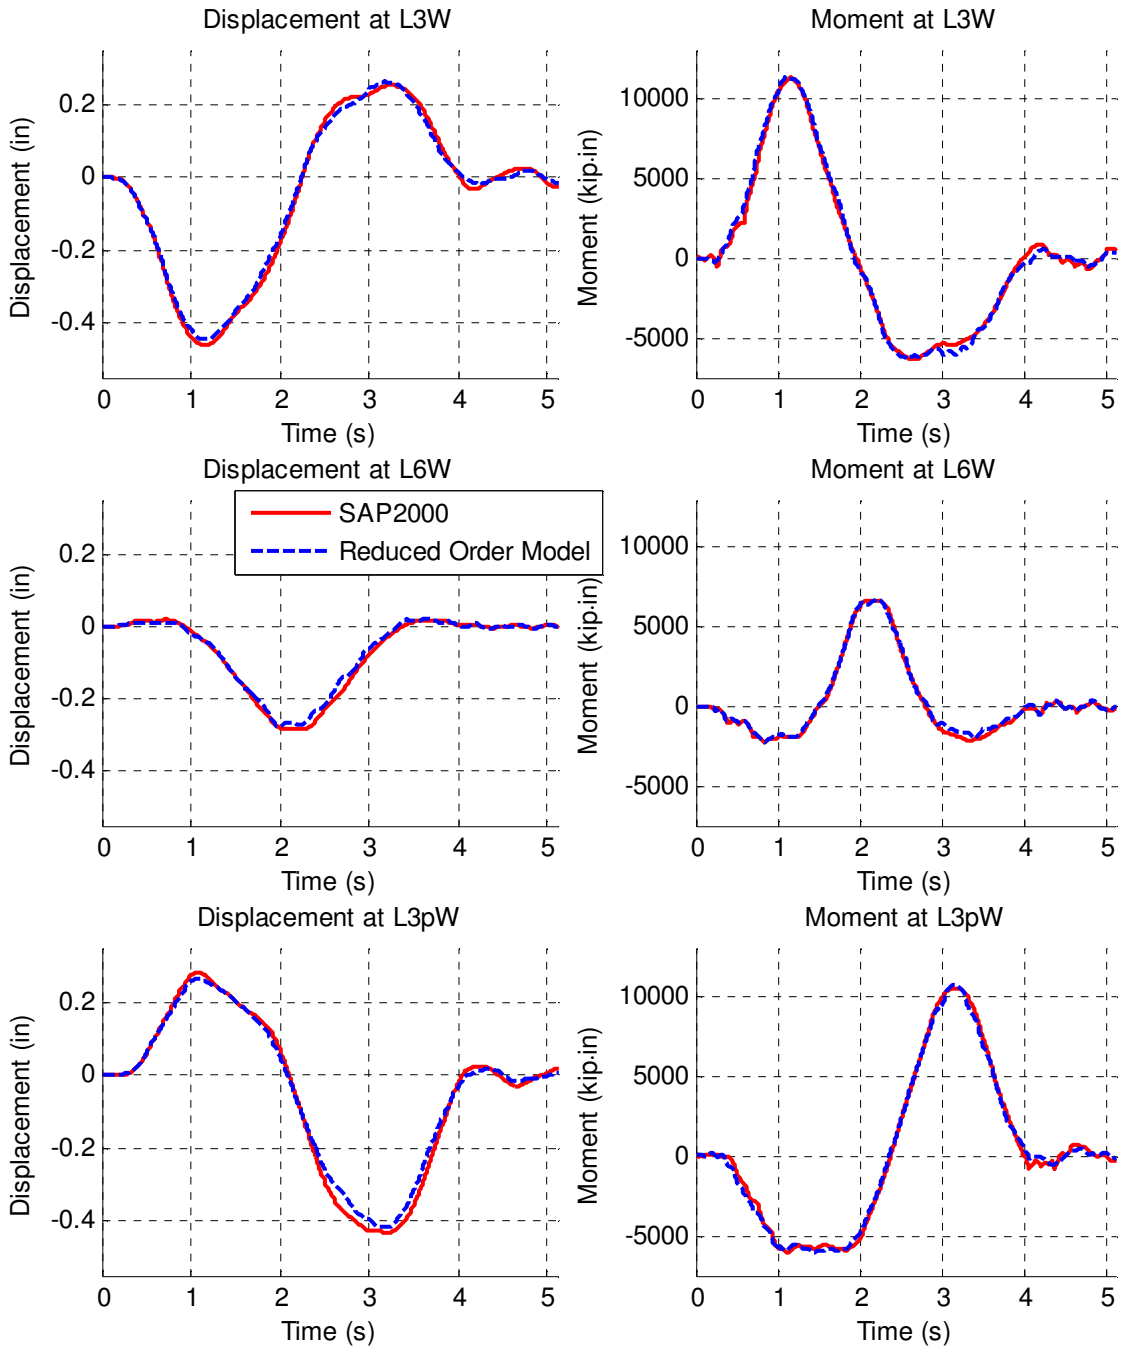 Displacement at L3W
Displacement (in)
0.2
0
-0.2
-0.4
0 1 2 3 4 5
Time (s)
Moment at L3W
Moment (kip.in)
10000
5000
0
-5000
0 1 2 3 4 5
Time (s)
Displacement at L6W
SAP2000
Reduced Order Model
Displacement (in)
0.2
0
-0.2
-0.4
0 1 2 3 4 5
Time (s)
Moment at L6W
Moment (kip.in)
10000
5000
0
-5000
0 1 2 3 4 5
Time (s)
Displacement at L3pW
Displacement (in)
0.2
0
-0.2
-0.4
0 1 2 3 4 5
Time (s)
Moment at L3pW
Moment (kip.in)
10000
5000
0
-5000
0 1 2 3 4 5
Time (s)